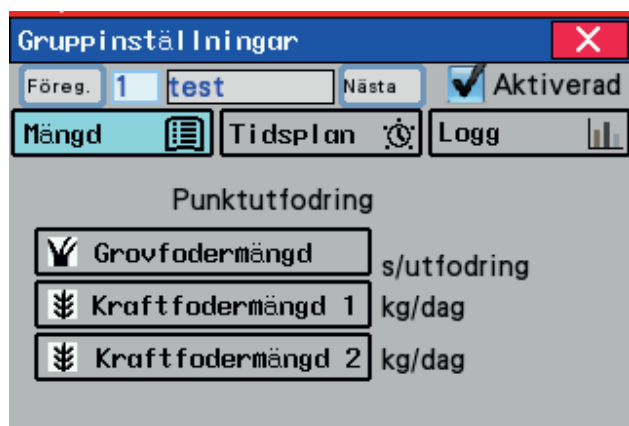 Gruppinställningar
Föreg. 1 test Nästa Aktiverad
Mängd Tidsplan Logg
Punktutfodring
Grovfodermängd s/utfodring
Kraftfodermängd 1 kg/dag
Kraftfodermängd 2 kg/dag